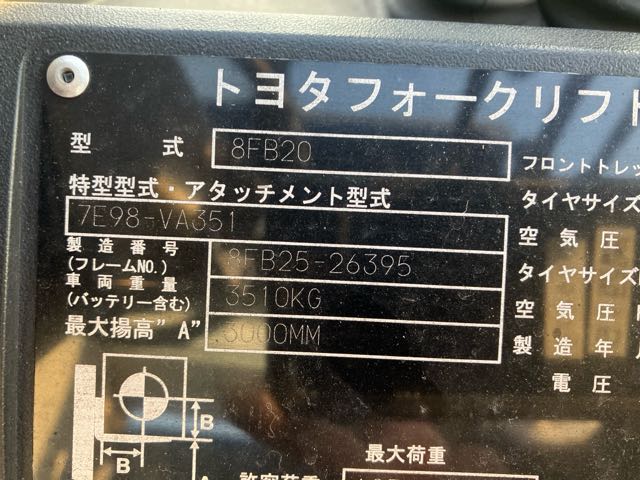 トヨタフォークリフト
型 式 8FB20
フロントトレッ
特型型式・アタッチメント型式
タイヤサイズ
7E98-VA351
空 気 圧
製造番号
(フレームNO.) 8FB25-26395
タイヤサイズ
車両重量
(バッテリー含む) 3510KG
空 気 圧
最大揚高"A" 3000MM
製 造 年
電 圧
B
B
最大荷重
許容荷重